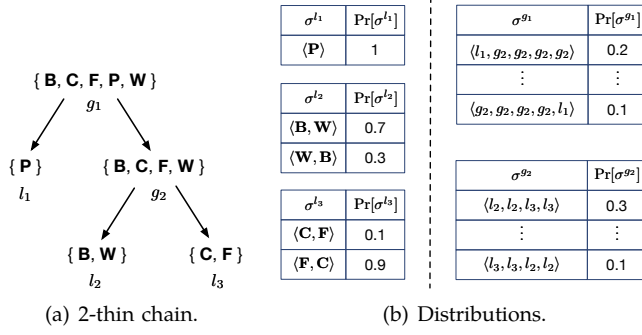 { B, C, F, P, W }
g₁
{ P }
l₁
{ B, C, F, W }
g₂
{ B, W }
l₂
{ C, F }
l₃
(a) 2-thin chain.
σ^{l₁} Pr[σ^{l₁}]
⟨P⟩ 1
σ^{l₂} Pr[σ^{l₂}]
⟨B, W⟩ 0.7
⟨W, B⟩ 0.3
σ^{l₃} Pr[σ^{l₃}]
⟨C, F⟩ 0.1
⟨F, C⟩ 0.9
σ^{g₁} Pr[σ^{g₁}]
⟨l₁, g₂, g₂, g₂, g₂⟩ 0.2
⋮ ⋮
⟨g₂, g₂, g₂, g₂, l₁⟩ 0.1
σ^{g₂} Pr[σ^{g₂}]
⟨l₂, l₂, l₃, l₃⟩ 0.3
⋮ ⋮
⟨l₃, l₃, l₂, l₂⟩ 0.1
(b) Distributions.